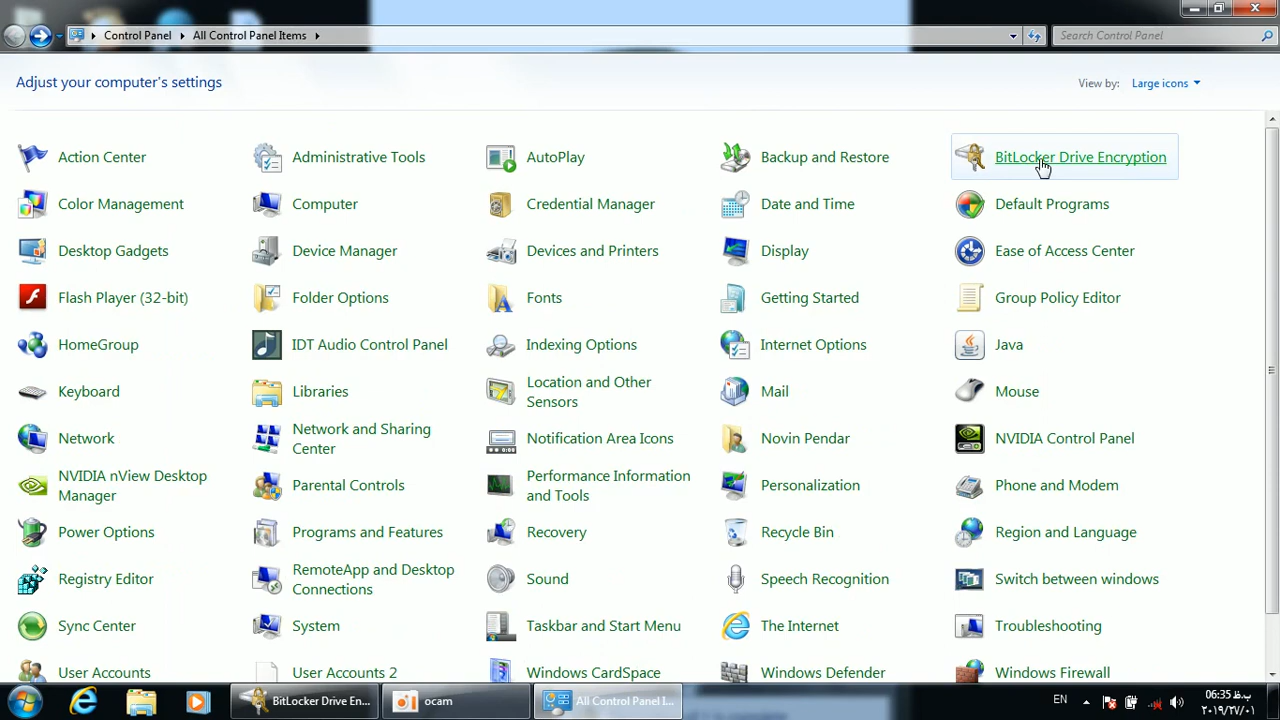 Control Panel
All Control Panel Items
Search Control Panel
Adjust your computer's settings
View by:
Large icons
Action Center
Administrative Tools
AutoPlay
Backup and Restore
BitLocker Drive Encryption
Color Management
Computer
Credential Manager
Date and Time
Default Programs
Desktop Gadgets
Device Manager
Devices and Printers
Display
Ease of Access Center
Flash Player (32-bit)
Folder Options
Fonts
Getting Started
Group Policy Editor
HomeGroup
IDT Audio Control Panel
Indexing Options
Internet Options
Java
Keyboard
Libraries
Location and Other
Sensors
Mail
Mouse
Network
Network and Sharing
Center
Notification Area Icons
Novin Pendar
NVIDIA Control Panel
NVIDIA nView Desktop
Manager
Parental Controls
Performance Information
and Tools
Personalization
Phone and Modem
Power Options
Programs and Features
Recovery
Recycle Bin
Region and Language
Registry Editor
RemoteApp and Desktop
Connections
Sound
Speech Recognition
Switch between windows
Sync Center
System
Taskbar and Start Menu
The Internet
Troubleshooting
User Accounts
User Accounts 2
Windows CardSpace
Windows Defender
Windows Firewall
BitLocker Drive En...
ocam
All Control Panel I...
EN
06:35 ب.ظ
۲۰۱۹/۲۷/۰۱